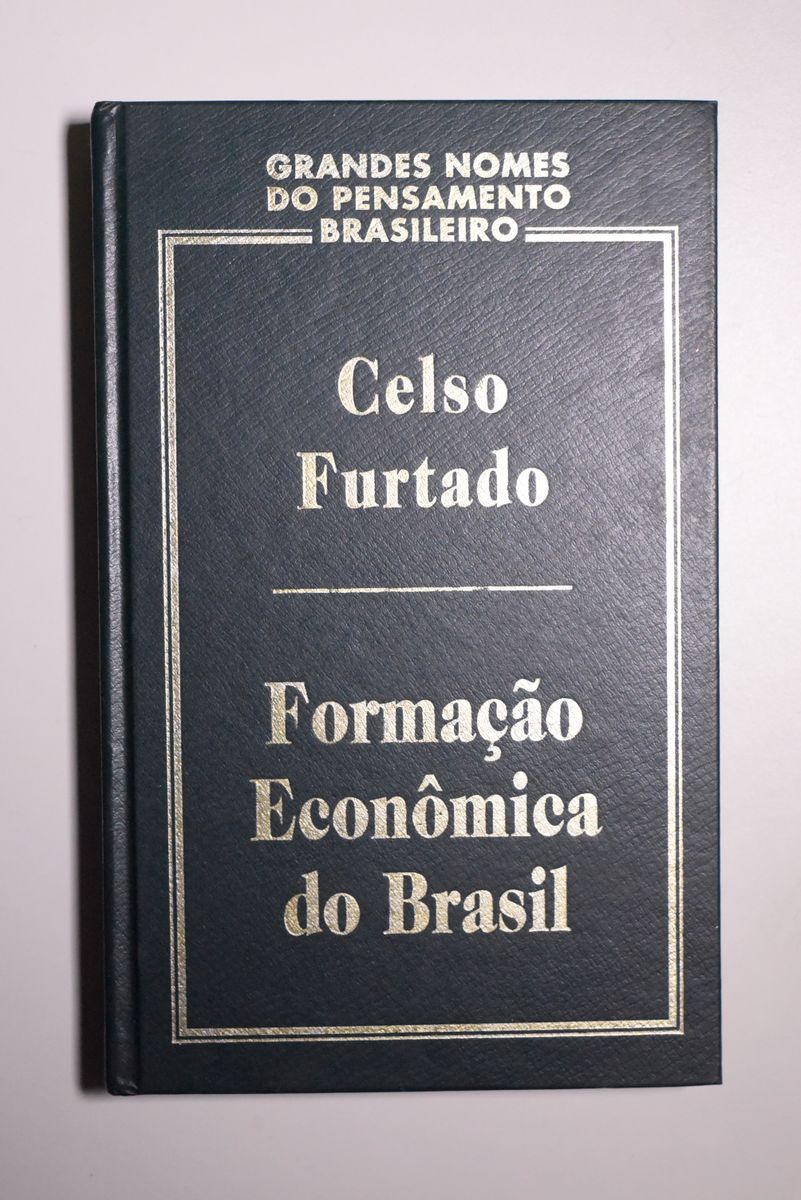 GRANDES NOMES
DO PENSAMENTO
BRASILEIRO
Celso
Furtado
Formação
Econômica
do Brasil